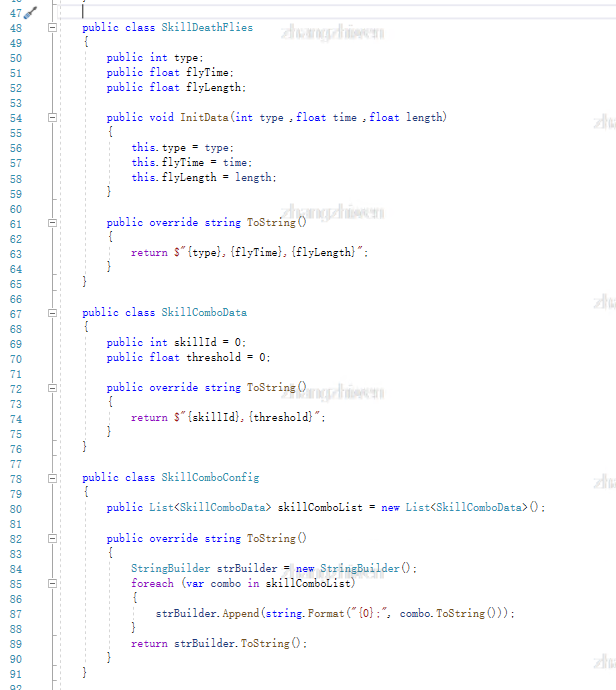 47
48 public class SkillDeathFlies
49 {
50 public int type;
51 public float flyTime;
52 public float flyLength;
53
54 public void InitData(int type ,float time ,float length)
55 {
56 this.type = type;
57 this.flyTime = time;
58 this.flyLength = length;
59 }
60
61 public override string ToString()
62 {
63 return $"{type},{flyTime},{flyLength}";
64 }
65 }
66
67 public class SkillComboData
68 {
69 public int skillId = 0;
70 public float threshold = 0;
71
72 public override string ToString()
73 {
74 return $"{skillId},{threshold}";
75 }
76 }
77
78 public class SkillComboConfig
79 {
80 public List<SkillComboData> skillComboList = new List<SkillComboData>();
81
82 public override string ToString()
83 {
84 StringBuilder strBuilder = new StringBuilder();
85 foreach (var combo in skillComboList)
86 {
87 strBuilder.Append(string.Format("{0};", combo.ToString()));
88 }
89 return strBuilder.ToString();
90 }
91 }
92
zhangzhiwen
zhangzhiwen
zhangzhiwen
zhangzhiwen